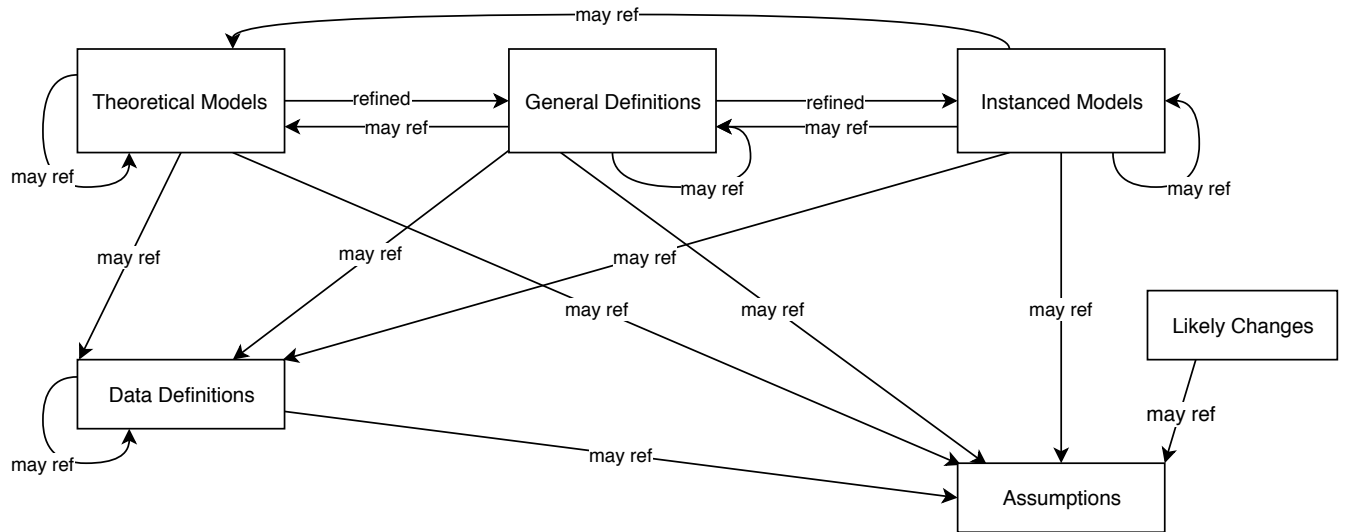 may ref
Theoretical Models
refined
General Definitions
refined
Instanced Models
may ref
may ref
may ref
may ref
may ref
may ref
may ref
may ref
may ref
may ref
may ref
may ref
Likely Changes
Data Definitions
may ref
may ref
may ref
Assumptions